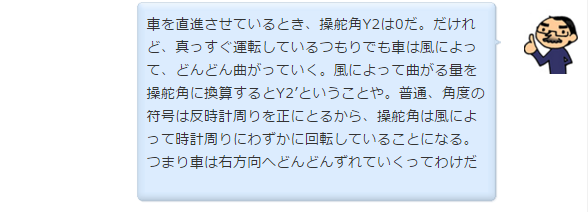 車を直進させているとき、操舵角Y2は0だ。だけれ
ど、真っすぐ運転しているつもりでも車は風によっ
て、どんどん曲がっていく。風によって曲がる量を
操舵角に換算するとY2’ということや。普通、角度の
符号は反時計周りを正にとるから、操舵角は風によ
って時計周りにわずかに回転していることになる。
つまり車は右方向へどんどんずれていくってわけだ